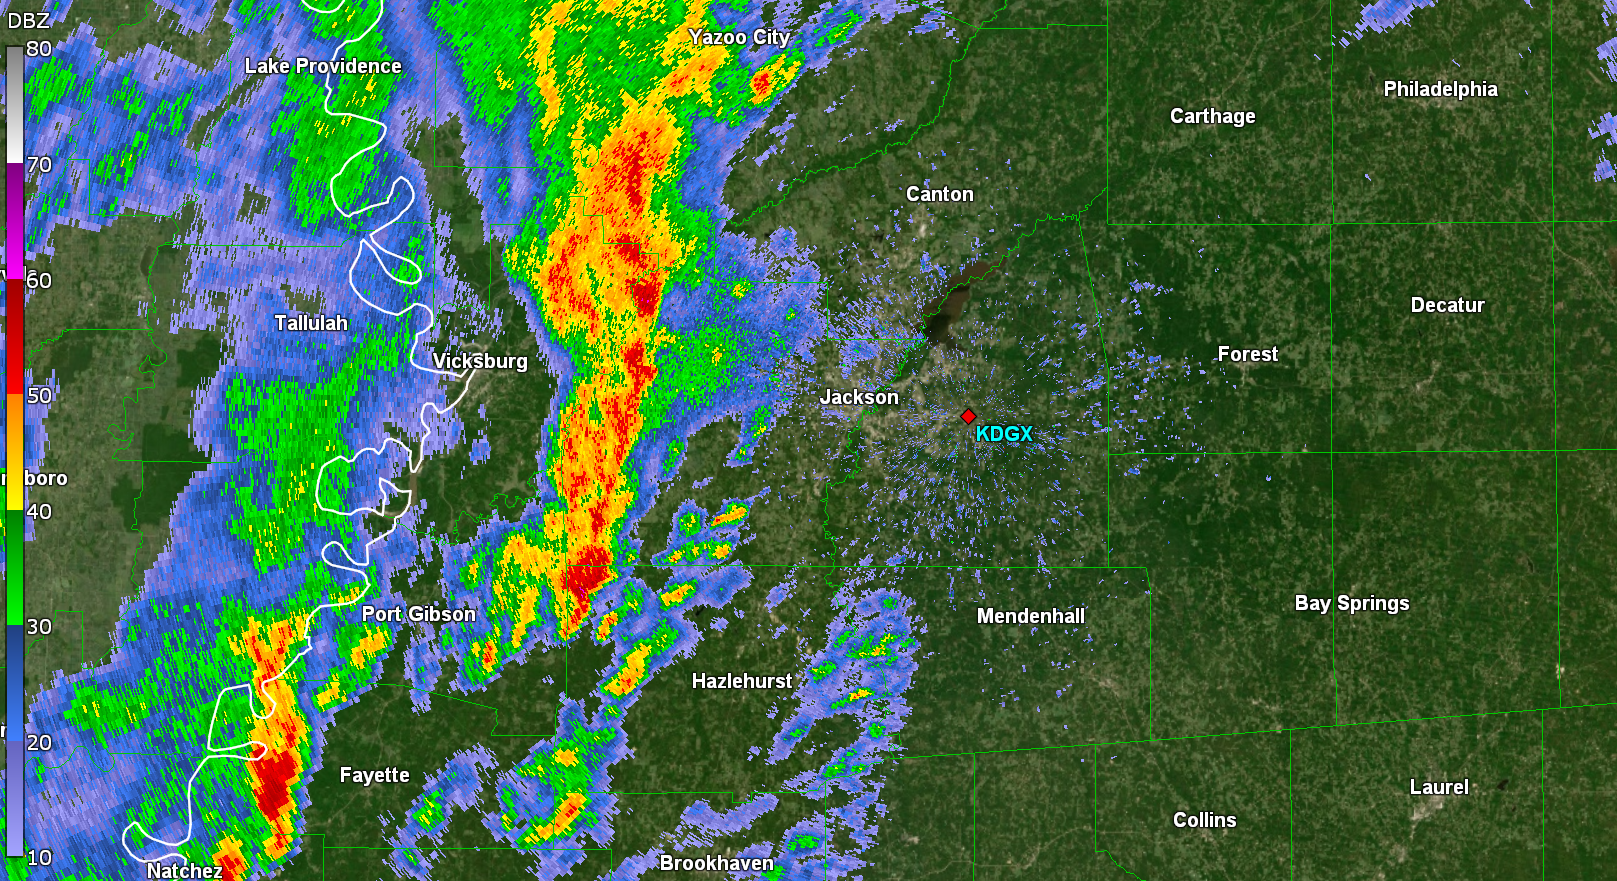 DBZ
80
70
60
50
40
30
20
10
Yazoo City
Lake Providence
Philadelphia
Carthage
Canton
Decatur
Tallulah
Forest
Vicksburg
Jackson
KDGX
boro
Port Gibson
Mendenhall
Bay Springs
Hazlehurst
Fayette
Laurel
Collins
Brookhaven
Natchez